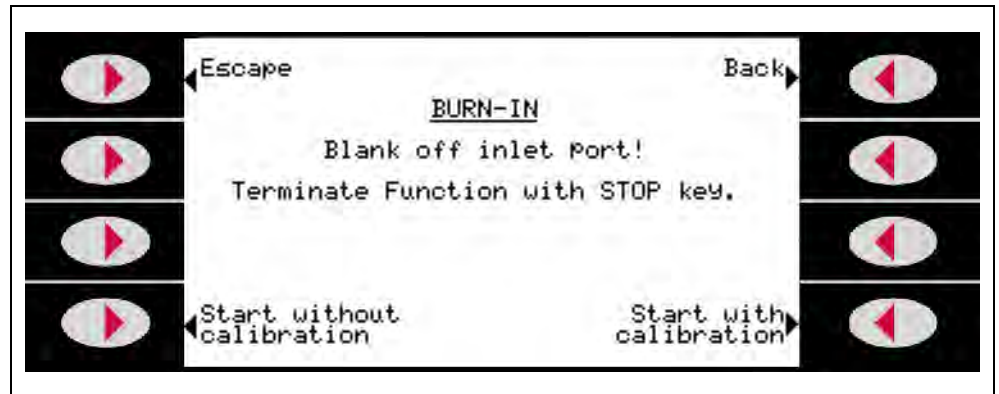 Escape
Back
BURN-IN
Blank off inlet port!
Terminate Function with STOP key.
Start without
calibration
Start with
calibration